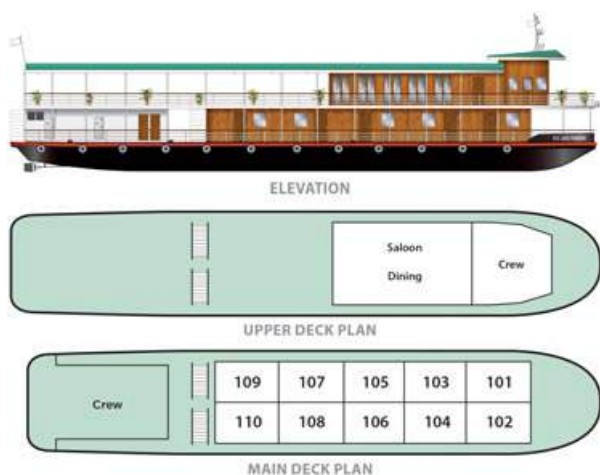 ELEVATION
Saloon
Dining
Crew
UPPER DECK PLAN
Crew
109 107 105 103 101
110 108 106 104 102
MAIN DECK PLAN